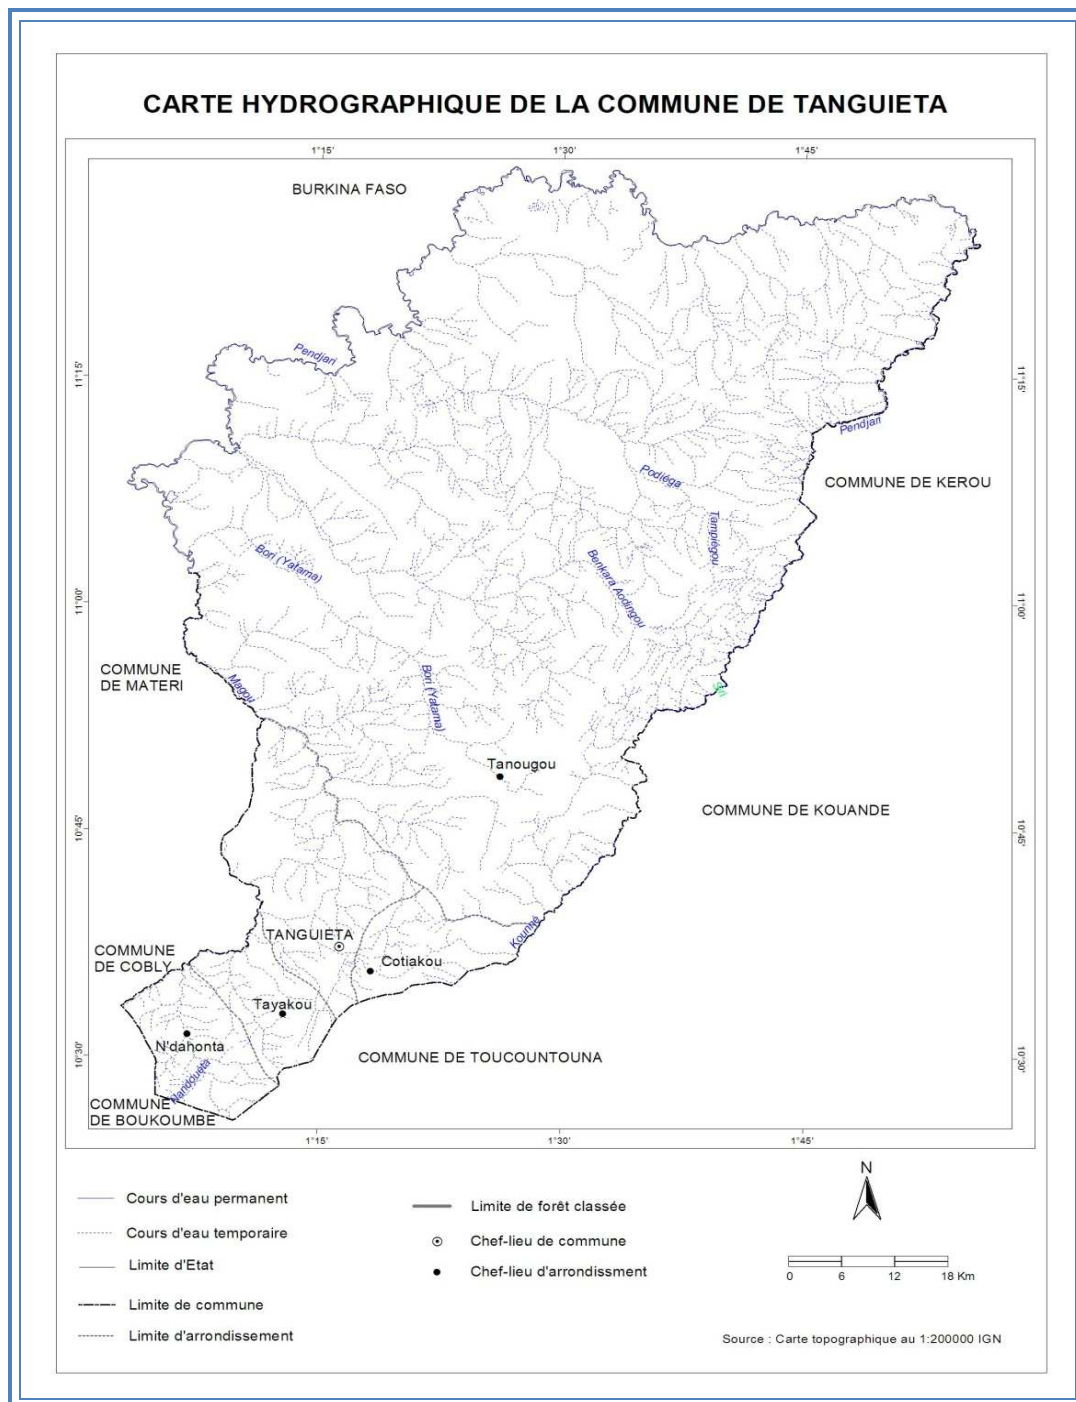 CARTE HYDROGRAPHIQUE DE LA COMMUNE DE TANGUIETA
1°15'
1°30'
1°45'
BURKINA FASO
Pendjari
11°15'
11°15'
Pendjari
Podiéga
COMMUNE DE KEROU
Tampiégou
Bori (Yatama)
Benkara Aodingou
11°00'
11°00'
COMMUNE
DE MATERI
Magou
Bori (Yatama)
Siri
Tanougou
COMMUNE DE KOUANDE
10°45'
10°45'
TANGUIETA
Kounné
COMMUNE
DE COBLY
Cotiakou
Tayakou
N'dahonta
COMMUNE DE TOUCOUNTOUNA
10°30'
10°30'
Nandouéta
COMMUNE
DE BOUKOUMBE
1°15'
1°30'
1°45'
Cours d'eau permanent
Cours d'eau temporaire
Limite d'Etat
Limite de commune
Limite d'arrondissement
Limite de forêt classée
Chef-lieu de commune
Chef-lieu d'arrondissment
N
0 6 12 18 Km
Source : Carte topographique au 1:200000 IGN